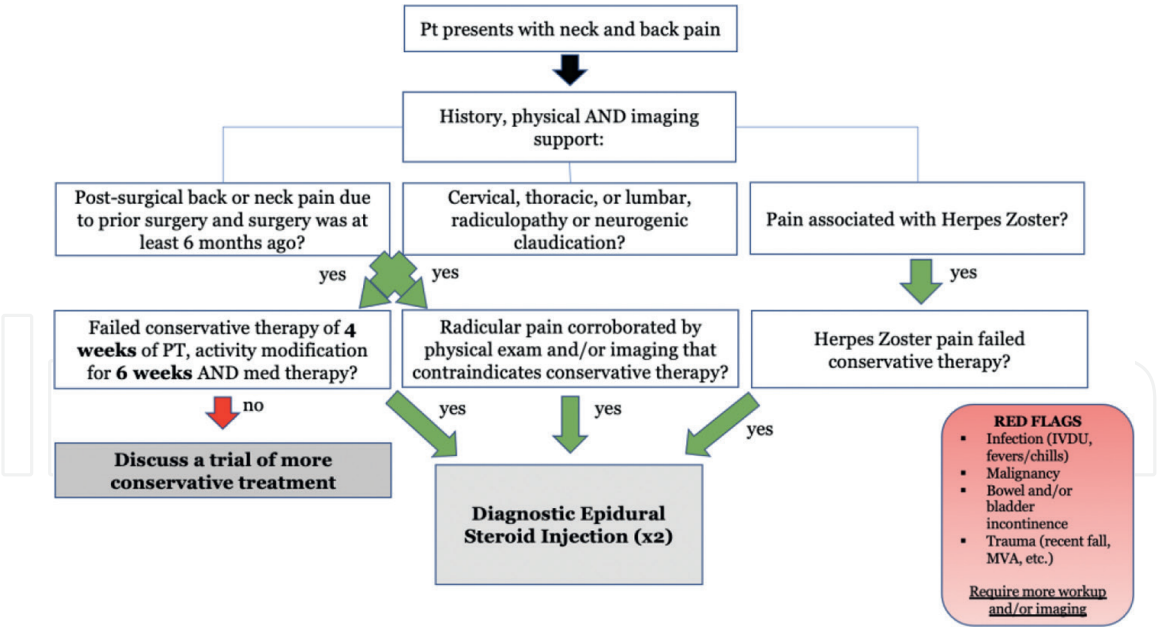 Pt presents with neck and back pain
History, physical AND imaging
support:
Post-surgical back or neck pain due
to prior surgery and surgery was at
least 6 months ago?
Cervical, thoracic, or lumbar,
radiculopathy or neurogenic
claudication?
Pain associated with Herpes Zoster?
yes
yes
yes
Failed conservative therapy of 4
weeks of PT, activity modification
for 6 weeks AND med therapy?
Radicular pain corroborated by
physical exam and/or imaging that
contraindicates conservative therapy?
Herpes Zoster pain failed
conservative therapy?
no
yes
yes
yes
Discuss a trial of more
conservative treatment
Diagnostic Epidural
Steroid Injection (x2)
RED FLAGS
▪ Infection (IVDU,
fevers/chills)
▪ Malignancy
▪ Bowel and/or
bladder
incontinence
▪ Trauma (recent fall,
MVA, etc.)
Require more workup
and/or imaging